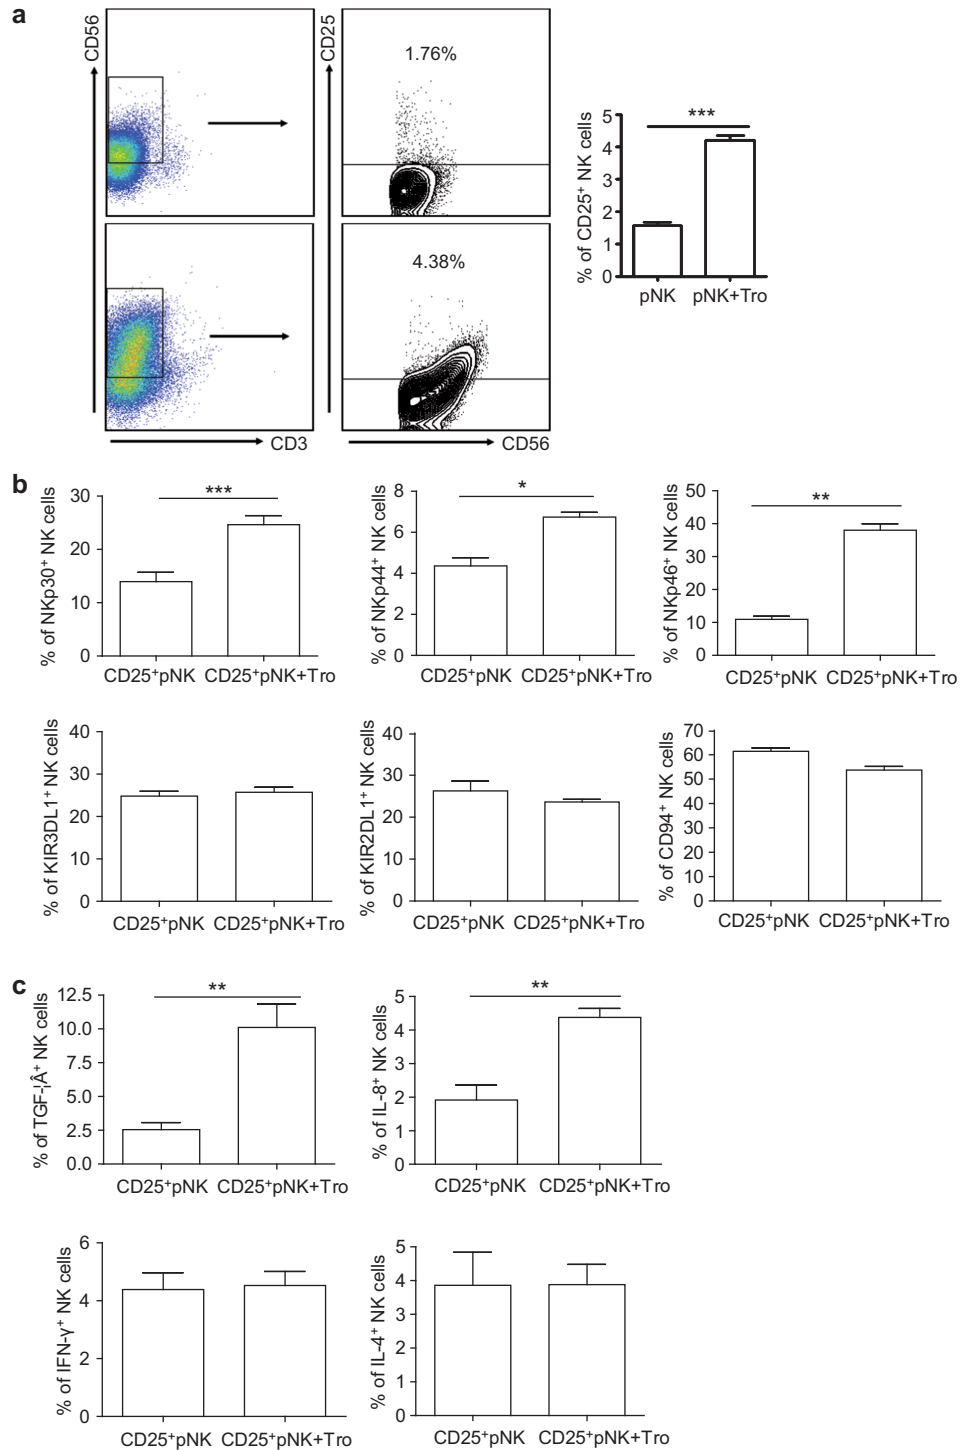 a
CD56
CD25
1.76%
4.38%
CD3
CD56
% of CD25⁺ NK cells
5
4
3
2
1
0
***
pNK pNK+Tro
b
% of NKp30⁺ NK cells
30
20
10
0
***
CD25⁺pNK CD25⁺pNK+Tro
% of NKp44⁺ NK cells
8
6
4
2
0
*
CD25⁺pNK CD25⁺pNK+Tro
% of NKp46⁺ NK cells
50
40
30
20
10
0
**
CD25⁺pNK CD25⁺pNK+Tro
% of KIR3DL1⁺ NK cells
40
30
20
10
0
CD25⁺pNK CD25⁺pNK+Tro
% of KIR2DL1⁺ NK cells
40
30
20
10
0
CD25⁺pNK CD25⁺pNK+Tro
% of CD94⁺ NK cells
70
60
50
40
30
20
10
0
CD25⁺pNK CD25⁺pNK+Tro
c
% of TGF-¦Â⁺ NK cells
12.5
10.0
7.5
5.0
2.5
0.0
**
CD25⁺pNK CD25⁺pNK+Tro
% of IL-8⁺ NK cells
5
4
3
2
1
0
**
CD25⁺pNK CD25⁺pNK+Tro
% of IFN-γ⁺ NK cells
6
4
2
0
CD25⁺pNK CD25⁺pNK+Tro
% of IL-4⁺ NK cells
5
4
3
2
1
0
CD25⁺pNK CD25⁺pNK+Tro